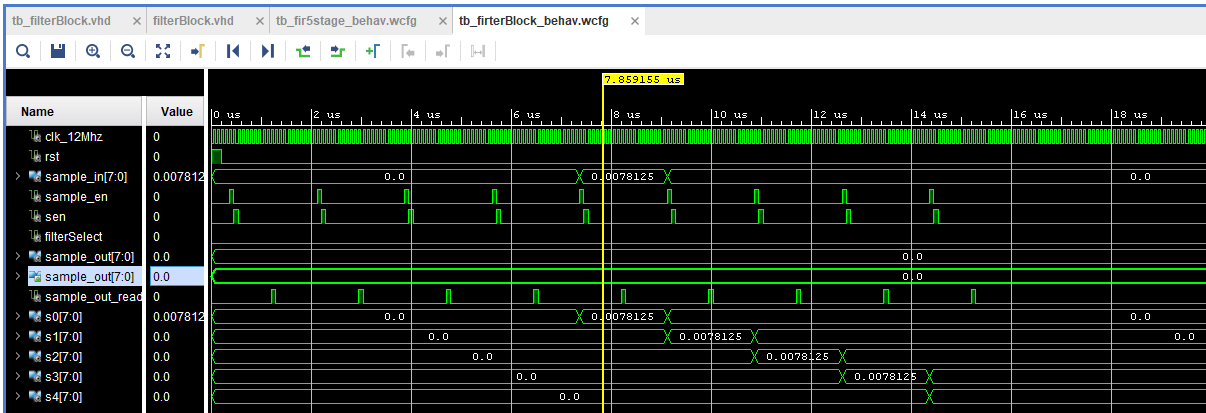 tb_filterBlock.vhd × filterBlock.vhd × tb_fir5stage_behav.wcfg × tb_firterBlock_behav.wcfg ×
7.859155 us
Name Value
0 us 2 us 4 us 6 us 8 us 10 us 12 us 14 us 16 us 18 us
clk_12Mhz 0
rst 0
sample_in[7:0] 0.007812 0.0 0.0078125 0.0
sample_en 0
sen 0
filterSelect 0
sample_out[7:0] 0.0 0.0
sample_out[7:0] 0.0 0.0
sample_out_read 0
s0[7:0] 0.007812 0.0 0.0078125 0.0
s1[7:0] 0.0 0.0 0.0078125 0.0
s2[7:0] 0.0 0.0 0.0078125
s3[7:0] 0.0 0.0 0.0078125
s4[7:0] 0.0 0.0